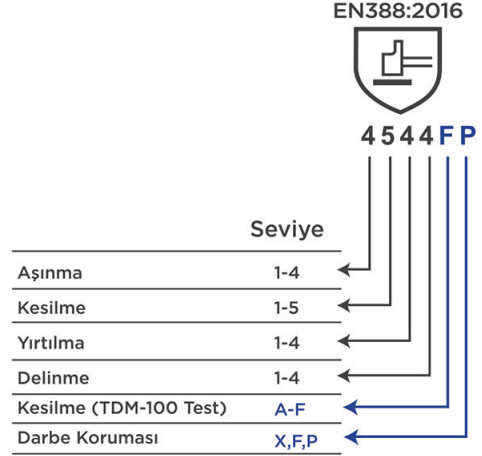 EN388:2016
4544FP
Seviye
Aşınma 1-4
Kesilme 1-5
Yırtılma 1-4
Delinme 1-4
Kesilme (TDM-100 Test) A-F
Darbe Koruması X,F,P